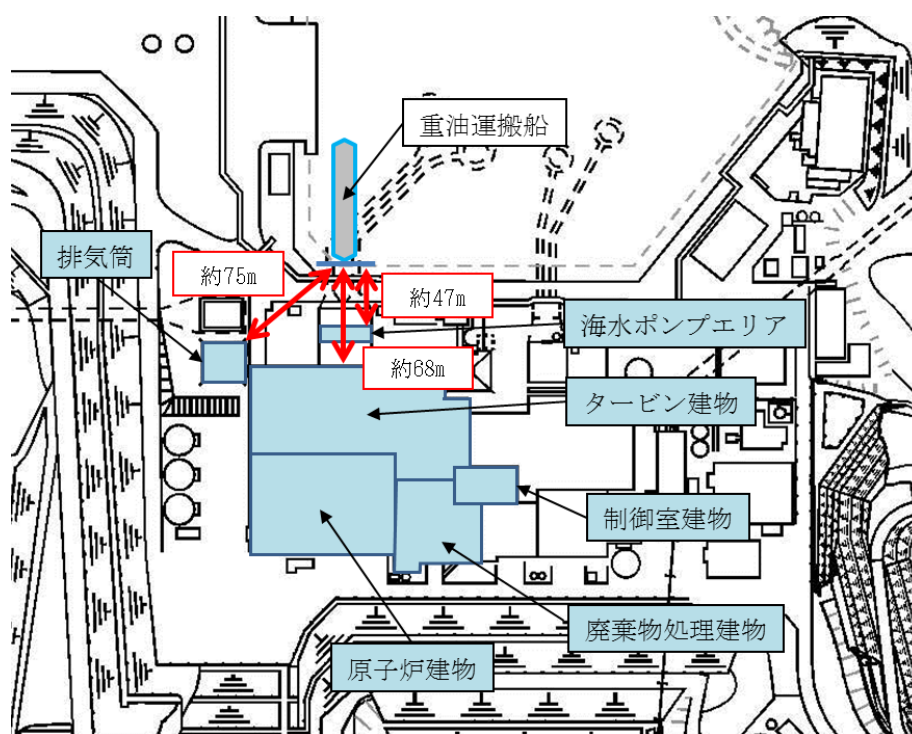 重油運搬船
排気筒
約75m
約47m
海水ポンプエリア
約68m
タービン建物
制御室建物
廃棄物処理建物
原子炉建物